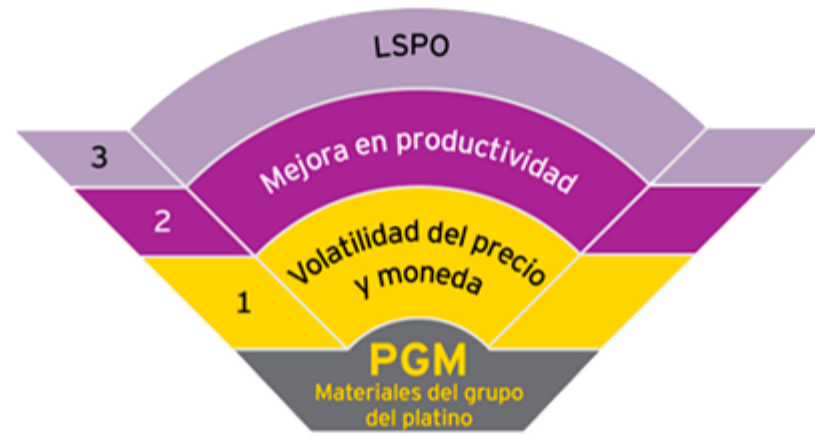 LSPO
3
Mejora en productividad
2
Volatilidad del precio
y moneda
1
PGM
Materiales del grupo
del platino